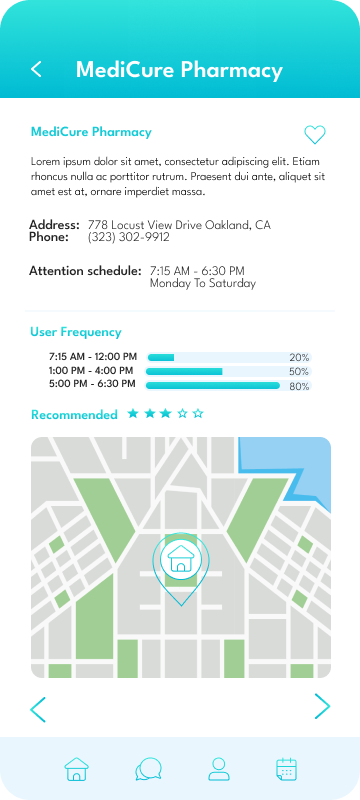 MediCure Pharmacy
MediCure Pharmacy
Lorem ipsum dolor sit amet, consectetur adipiscing elit. Etiam
rhoncus nulla ac porttitor rutrum. Praesent dui ante, aliquet sit
amet est at, ornare imperdiet massa.
Address: 778 Locust View Drive Oakland, CA
Phone: (323) 302-9912
Attention schedule: 7:15 AM - 6:30 PM
Monday To Saturday
User Frequency
7:15 AM - 12:00 PM 20%
1:00 PM - 4:00 PM 50%
5:00 PM - 6:30 PM 80%
Recommended